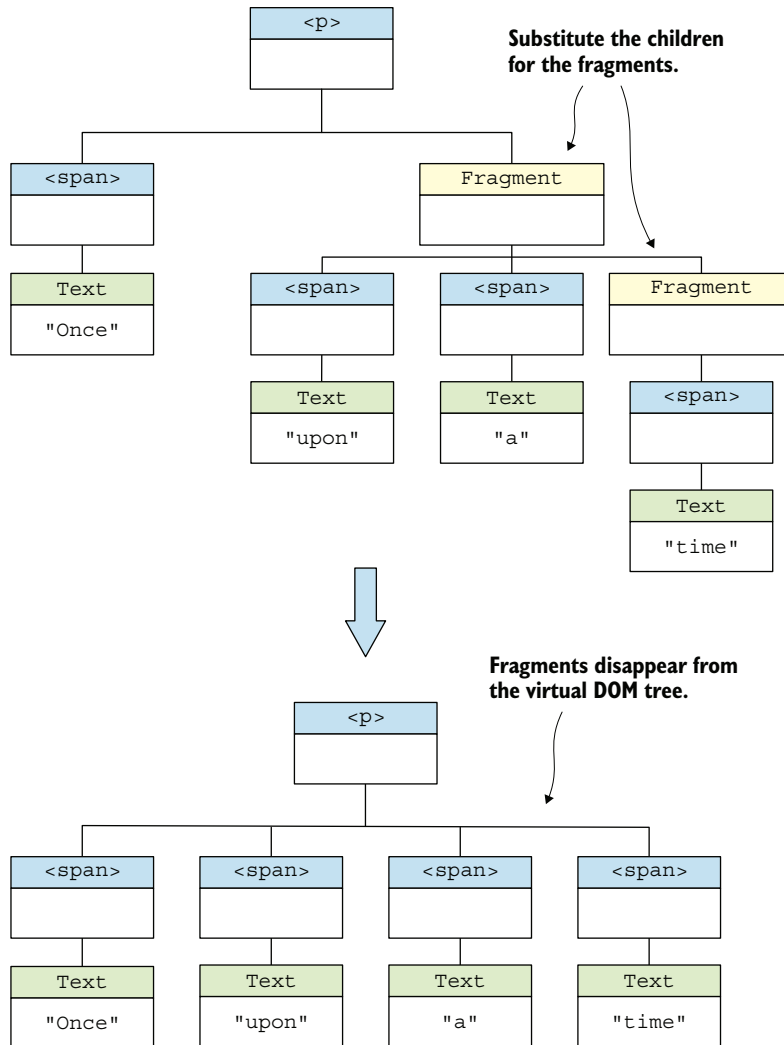 <p>
Substitute the children
for the fragments.
<span>
Fragment
Text
"Once"
<span>
<span>
Fragment
Text
"upon"
Text
"a"
<span>
Text
"time"
Fragments disappear from
the virtual DOM tree.
<p>
<span>
<span>
<span>
<span>
Text
Text
Text
Text
"Once"
"upon"
"a"
"time"